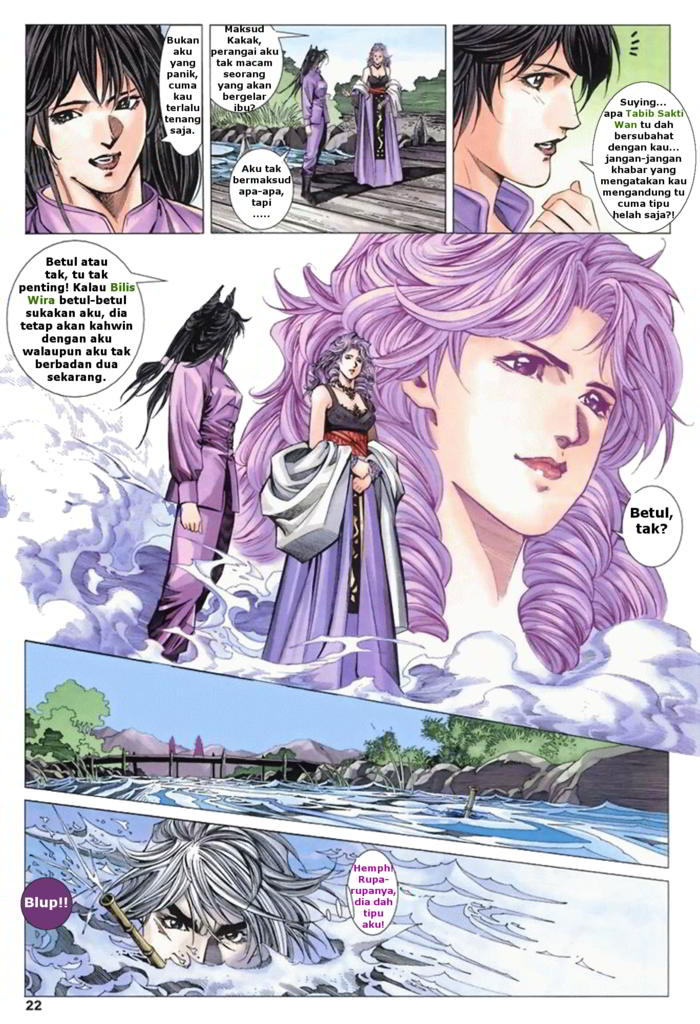 Bukan
aku
yang
panik,
cuma
kau
terlalu
tenang
saja.
Maksud
Kakak,
perangai aku
tak macam
seorang
yang akan
bergelar
ibu?
Aku tak
bermaksud
apa-apa,
tapi
.....
Suying...
apa Tabib Sakti
Wan tu dah
bersubahat
dengan kau...
jangan-jangan
khabar yang
mengatakan kau
mengandung tu
cuma tipu
helah saja?!
Betul atau
tak, tu tak
penting! Kalau Bilis
Wira betul-betul
sukakan aku, dia
tetap akan kahwin
dengan aku
walaupun aku tak
berbadan dua
sekarang.
Betul,
tak?
Blup!!
Hemph!
Rupa-
rupanya,
dia dah
tipu
aku!
22